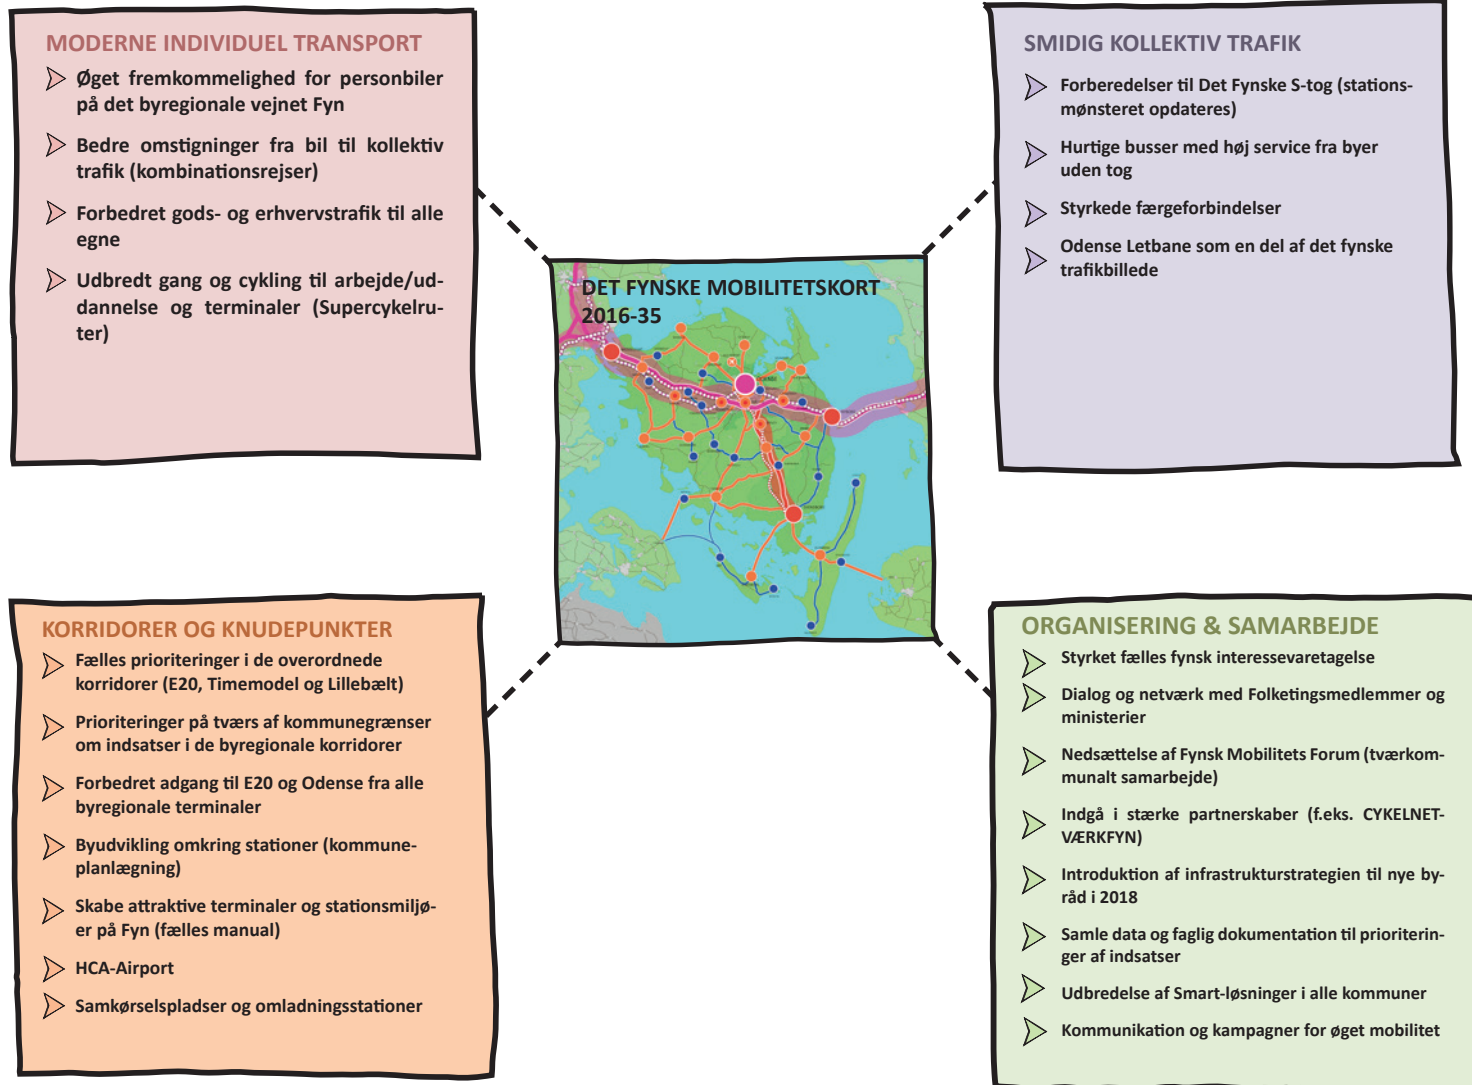 MODERNE INDIVIDUEL TRANSPORT
Øget fremkommelighed for personbiler
på det byregionale vejnet Fyn
Bedre omstigninger fra bil til kollektiv
trafik (kombinationsrejser)
Forbedret gods- og erhvervstrafik til alle
egne
Udbredt gang og cykling til arbejde/ud-
dannelse og terminaler (Supercykelru-
ter)
SMIDIG KOLLEKTIV TRAFIK
Forberedelser til Det Fynske S-tog (stations-
mønsteret opdateres)
Hurtige busser med høj service fra byer
uden tog
Styrkede færgeforbindelser
Odense Letbane som en del af det fynske
trafikbillede
DET FYNSKE MOBILITETSKORT
2016-35
KORRIDORER OG KNUDEPUNKTER
Fælles prioriteringer i de overordnede
korridorer (E20, Timemodel og Lillebælt)
Prioriteringer på tværs af kommunegrænser
om indsatser i de byregionale korridorer
Forbedret adgang til E20 og Odense fra alle
byregionale terminaler
Byudvikling omkring stationer (kommune-
planlægning)
Skabe attraktive terminaler og stationsmiljø-
er på Fyn (fælles manual)
HCA-Airport
Samkørselspladser og omladningsstationer
ORGANISERING & SAMARBEJDE
Styrket fælles fynsk interessevaretagelse
Dialog og netværk med Folketingsmedlemmer og
ministerier
Nedsættelse af Fynsk Mobilitets Forum (tværkom-
munalt samarbejde)
Indgå i stærke partnerskaber (f.eks. CYKELNET-
VÆRKFYN)
Introduktion af infrastrukturstrategien til nye by-
råd i 2018
Samle data og faglig dokumentation til prioriterin-
ger af indsatser
Udbredelse af Smart-løsninger i alle kommuner
Kommunikation og kampagner for øget mobilitet